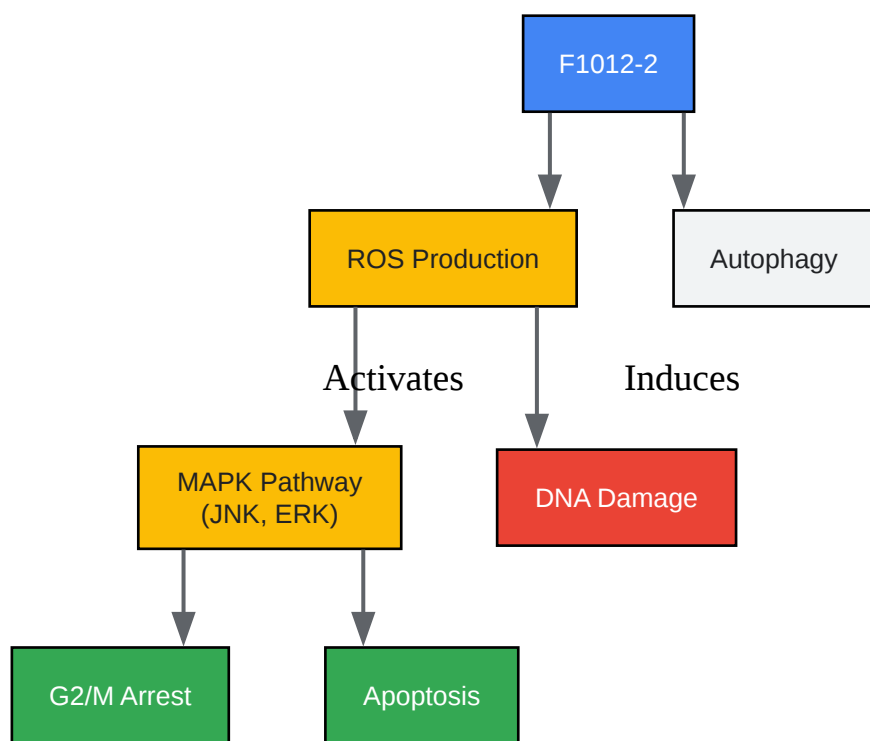 F1012-2
ROS Production
Autophagy
Activates
Induces
MAPK Pathway
(JNK, ERK)
DNA Damage
G2/M Arrest
Apoptosis